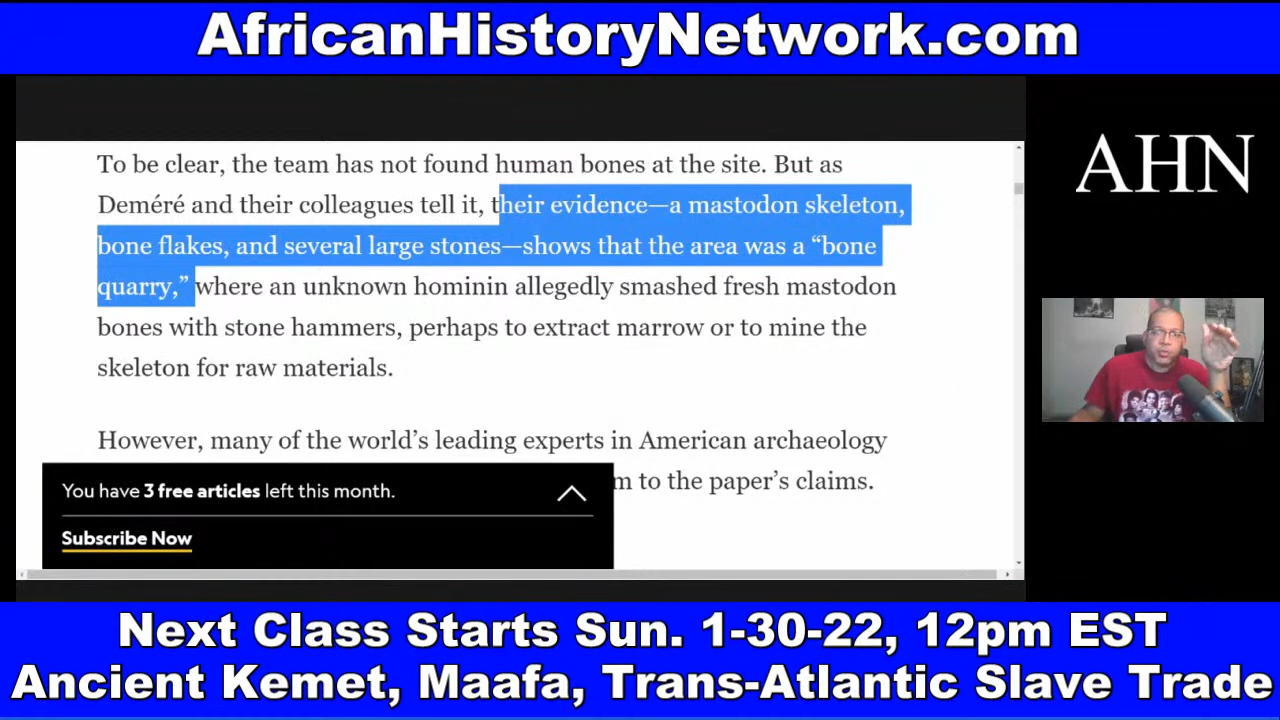 AfricanHistoryNetwork.com
To be clear, the team has not found human bones at the site. But as
Deméré and their colleagues tell it, their evidence—a mastodon skeleton,
bone flakes, and several large stones—shows that the area was a “bone
quarry,” where an unknown hominin allegedly smashed fresh mastodon
bones with stone hammers, perhaps to extract marrow or to mine the
skeleton for raw materials.
However, many of the world’s leading experts in American archaeology
to the paper’s claims.
You have 3 free articles left this month.
Subscribe Now
AHN
Next Class Starts Sun. 1-30-22, 12pm EST
Ancient Kemet, Maafa, Trans-Atlantic Slave Trade